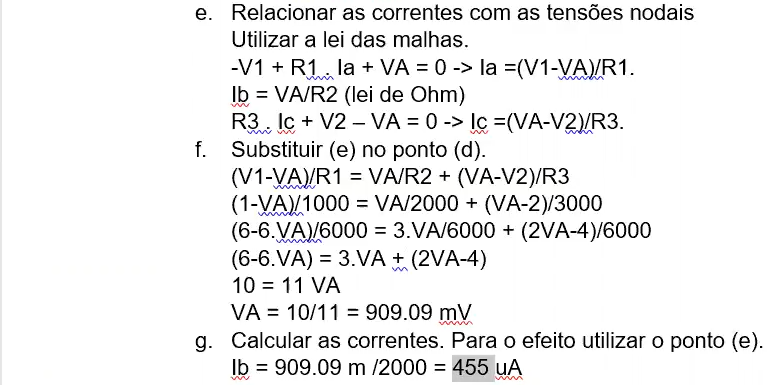 e. Relacionar as correntes com as tensões nodais
Utilizar a lei das malhas.
-V1 + R1 . Ia + VA = 0 -> Ia =(V1-VA)/R1.
Ib = VA/R2 (lei de Ohm)
R3 . Ic + V2 – VA = 0 -> Ic =(VA-V2)/R3.
f. Substituir (e) no ponto (d).
(V1-VA)/R1 = VA/R2 + (VA-V2)/R3
(1-VA)/1000 = VA/2000 + (VA-2)/3000
(6-6.VA)/6000 = 3.VA/6000 + (2VA-4)/6000
(6-6.VA) = 3.VA + (2VA-4)
10 = 11 VA
VA = 10/11 = 909.09 mV
g. Calcular as correntes. Para o efeito utilizar o ponto (e).
Ib = 909.09 m /2000 = 455 uA